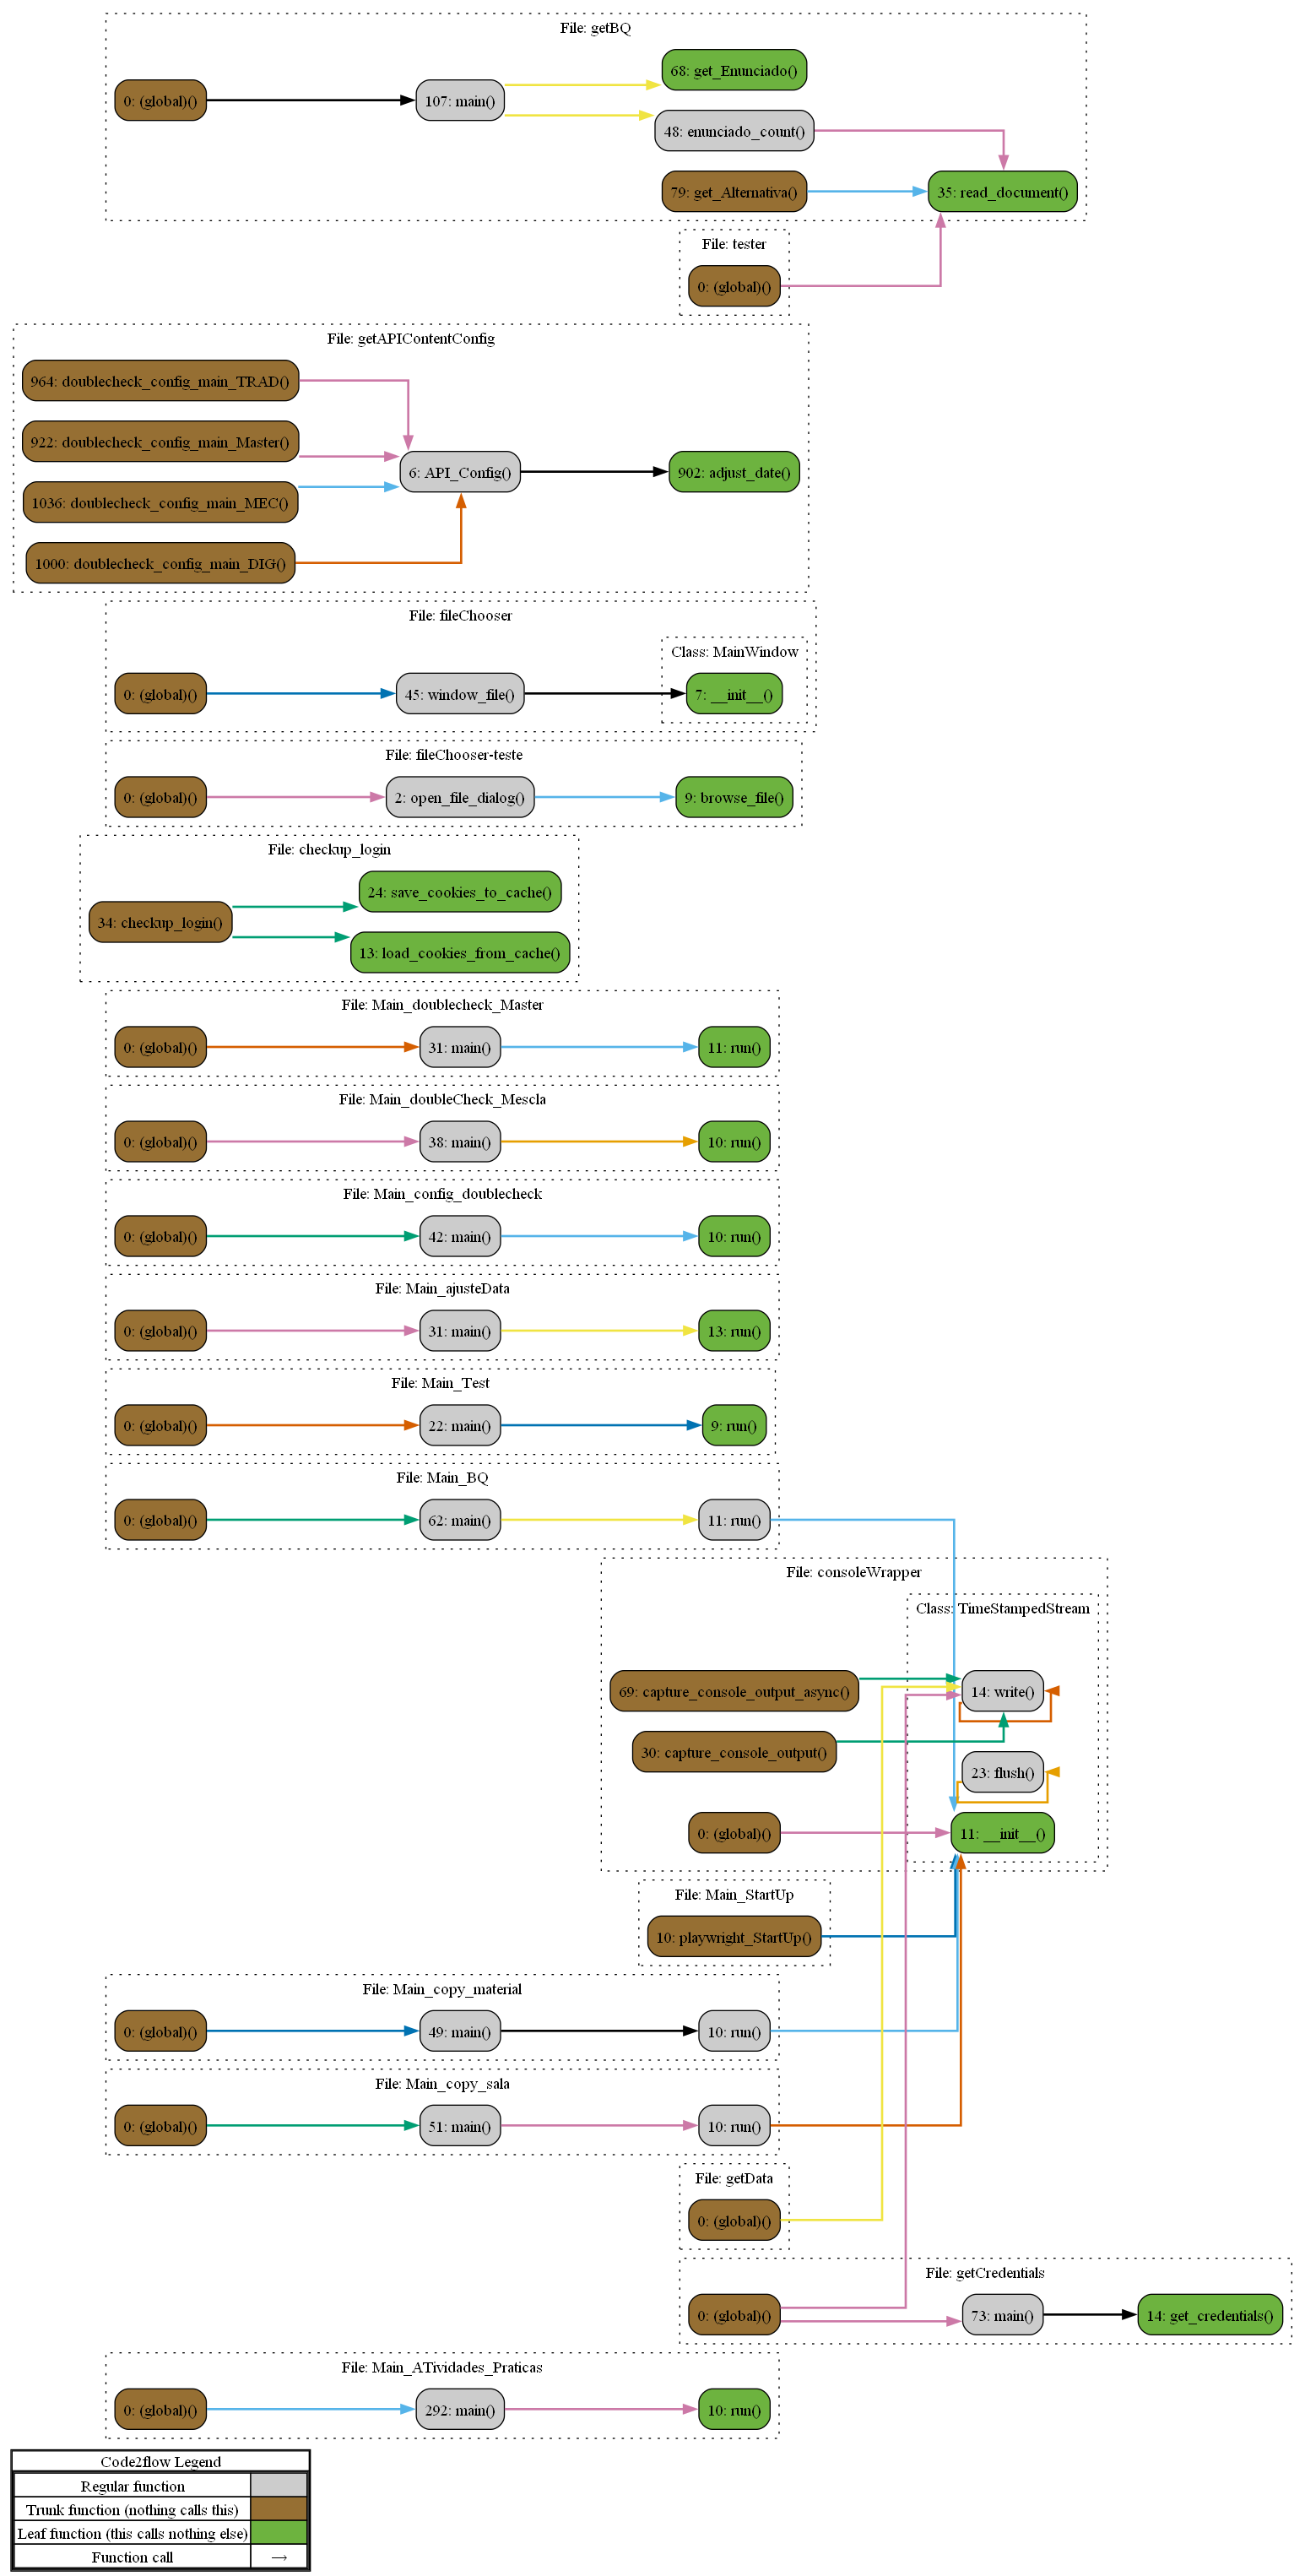 File: getBQ
0: (global)()
107: main()
68: get_Enunciado()
48: enunciado_count()
79: get_Alternativa()
35: read_document()
File: tester
0: (global)()
File: getAPIContentConfig
964: doublecheck_config_main_TRAD()
922: doublecheck_config_main_Master()
6: API_Config()
902: adjust_date()
1036: doublecheck_config_main_MEC()
1000: doublecheck_config_main_DIG()
File: fileChooser
Class: MainWindow
0: (global)()
45: window_file()
7: __init__()
File: fileChooser-teste
0: (global)()
2: open_file_dialog()
9: browse_file()
File: checkup_login
24: save_cookies_to_cache()
34: checkup_login()
13: load_cookies_from_cache()
File: Main_doublecheck_Master
0: (global)()
31: main()
11: run()
File: Main_doubleCheck_Mescla
0: (global)()
38: main()
10: run()
File: Main_config_doublecheck
0: (global)()
42: main()
10: run()
File: Main_ajusteData
0: (global)()
31: main()
13: run()
File: Main_Test
0: (global)()
22: main()
9: run()
File: Main_BQ
0: (global)()
62: main()
11: run()
File: consoleWrapper
Class: TimeStampedStream
69: capture_console_output_async()
14: write()
30: capture_console_output()
23: flush()
0: (global)()
11: __init__()
File: Main_StartUp
10: playwright_StartUp()
File: Main_copy_material
0: (global)()
49: main()
10: run()
File: Main_copy_sala
0: (global)()
51: main()
10: run()
File: getData
0: (global)()
File: getCredentials
0: (global)()
73: main()
14: get_credentials()
File: Main_ATividades_Praticas
0: (global)()
292: main()
10: run()
Code2flow Legend
Regular function
Trunk function (nothing calls this)
Leaf function (this calls nothing else)
Function call →